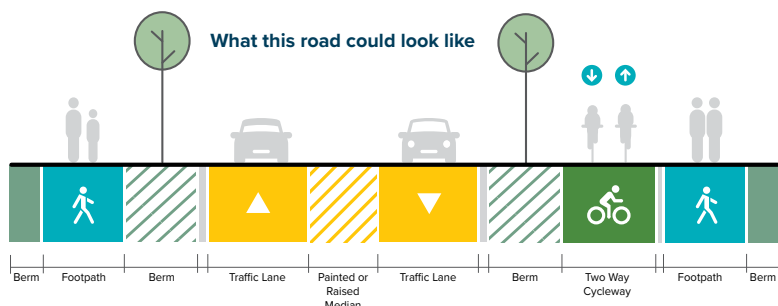 What this road could look like
Berm
Footpath
Berm
Traffic Lane
Painted or
Raised
Median
Traffic Lane
Berm
Two Way
Cycleway
Footpath
Berm